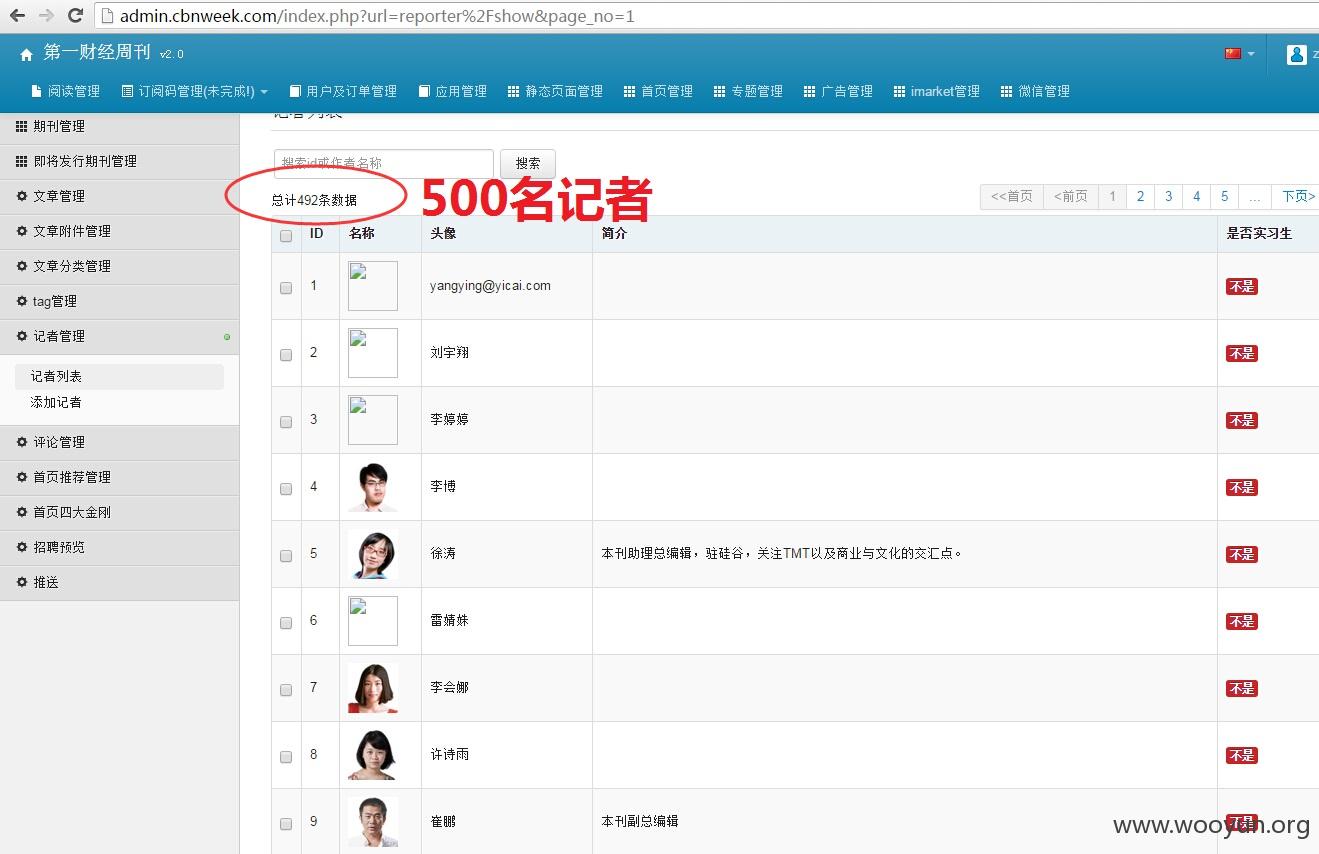 admin.cbnweek.com/index.php?url=reporter%2Fshow&page_no=1
第一财经周刊 v2.0
阅读管理 订阅码管理(未完成!) 用户及订单管理 应用管理 静态页面管理 首页管理 专题管理 广告管理 imarket管理 微信管理
期刊管理
即将发行期刊管理
文章管理
文章附件管理
文章分类管理
tag管理
记者管理
记者列表
添加记者
评论管理
首页推荐管理
首页四大金刚
招聘预览
推送
记者列表
搜索id或作者名称 搜索
总计492条数据
500名记者
<<首页 <前页 1 2 3 4 5 ... 下页>
ID 名称 头像 简介 是否实习生
1 yangying@yicai.com 不是
2 刘宇翔 不是
3 李婷婷 不是
4 李博 不是
5 徐涛 本刊助理总编辑，驻硅谷，关注TMT以及商业与文化的交汇点。 不是
6 雷婧姝 不是
7 李会娜 不是
8 许诗雨 不是
9 崔鹏 本刊副总编辑 不是
www.wooyun.org